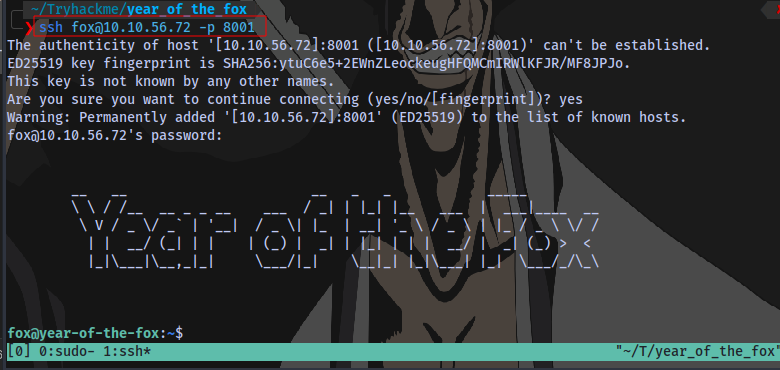 ~/Tryhackme/year_of_the_fox
❯ ssh fox@10.10.56.72 -p 8001
The authenticity of host '[10.10.56.72]:8001 ([10.10.56.72]:8001)' can't be established.
ED25519 key fingerprint is SHA256:ytuC6e5+2EWnZLeockeugHFQMCmIRWlKFJR/MF8JPJo.
This key is not known by any other names.
Are you sure you want to continue connecting (yes/no/[fingerprint])? yes
Warning: Permanently added '[10.10.56.72]:8001' (ED25519) to the list of known hosts.
fox@10.10.56.72's password:
Year of the Fox
fox@year-of-the-fox:~$
[0] 0:sudo- 1:ssh* "~/T/year_of_the_fox"